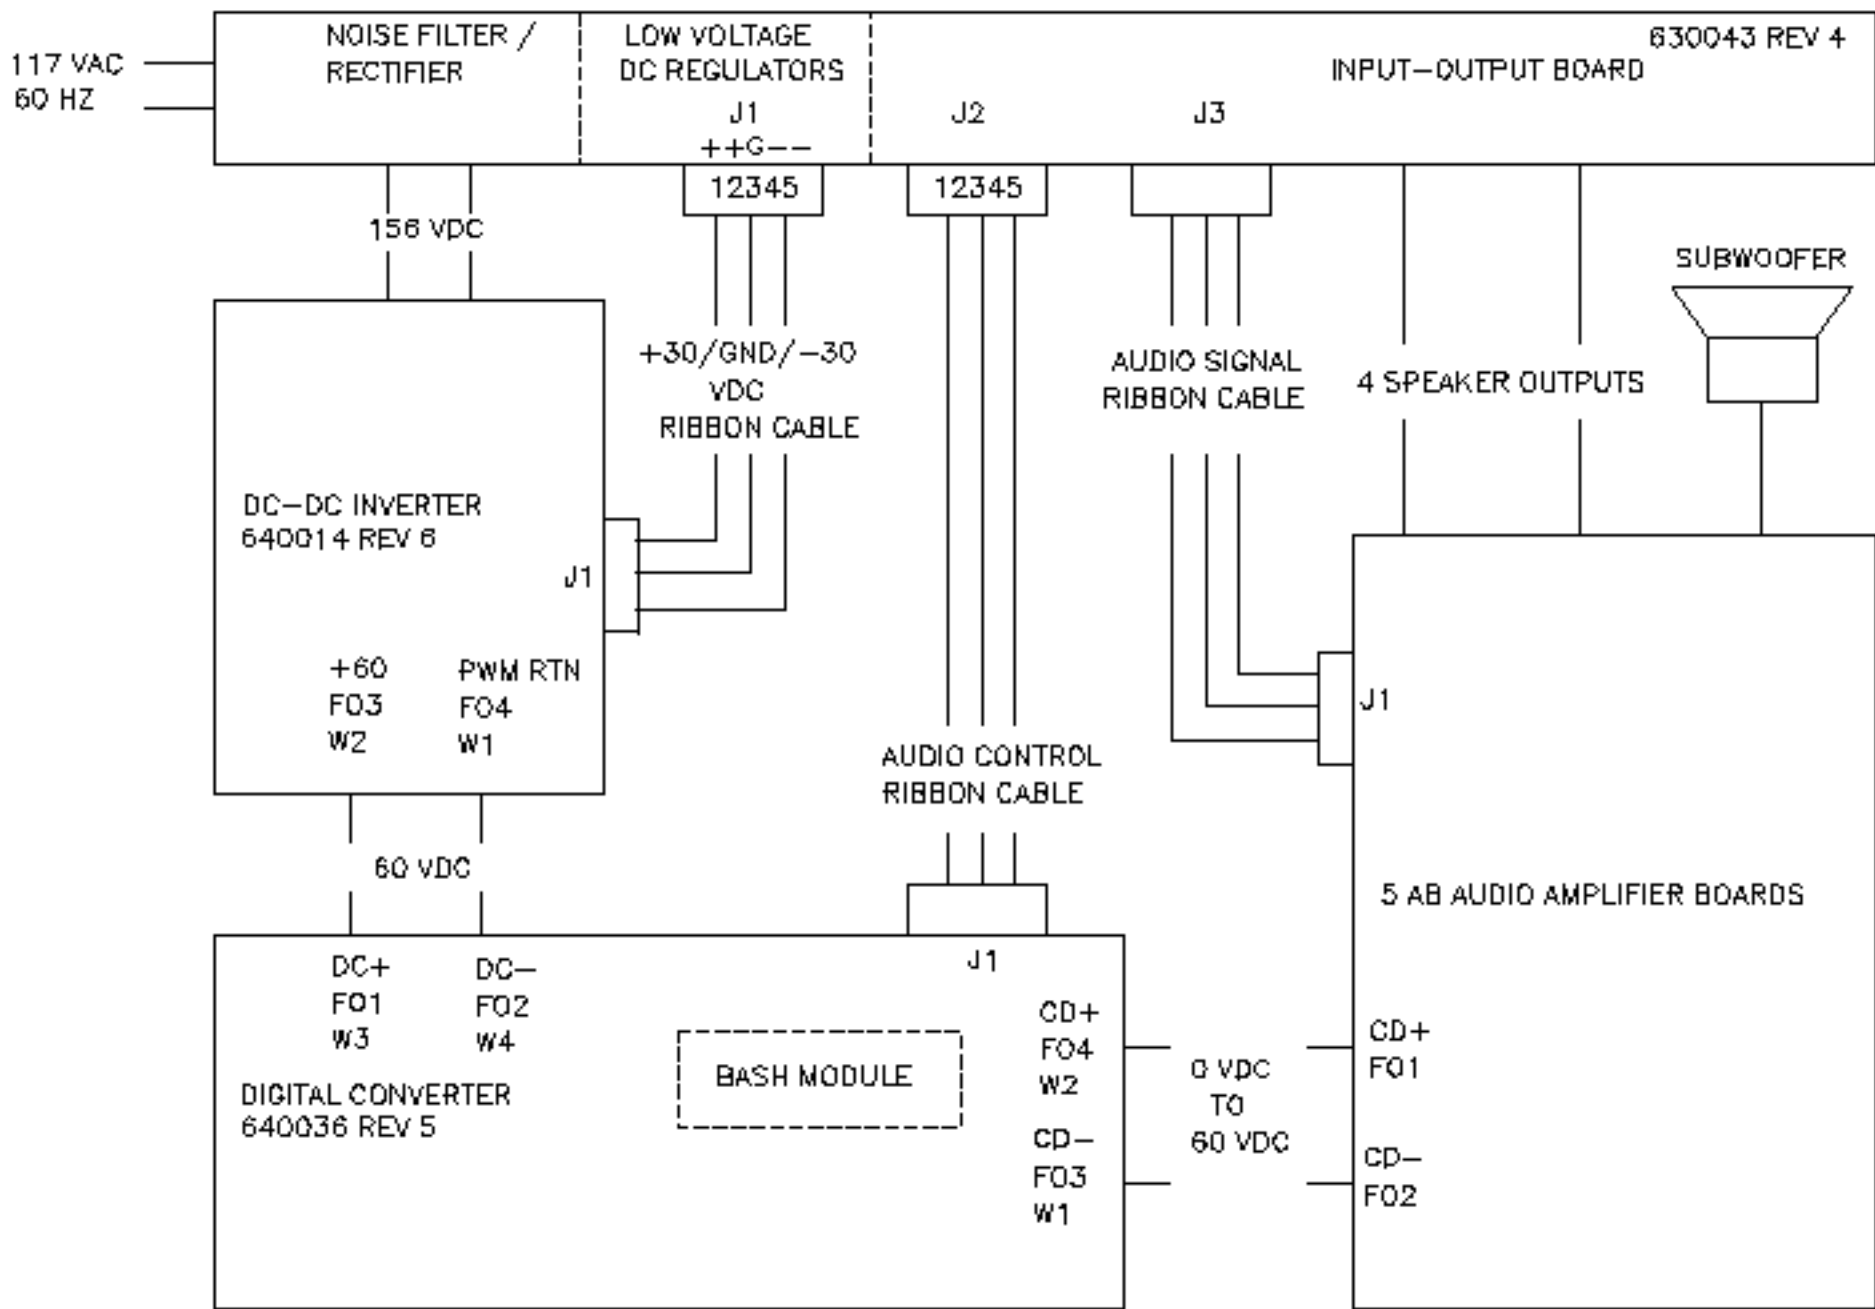 117 VAC
60 HZ
NOISE FILTER /
RECTIFIER
LOW VOLTAGE
DC REGULATORS
J1
++G--
12345
J2
12345
J3
630043 REV 4
INPUT-OUTPUT BOARD
156 VDC
+30/GND/-30
VDC
RIBBON CABLE
AUDIO SIGNAL
RIBBON CABLE
4 SPEAKER OUTPUTS
SUBWOOFER
DC-DC INVERTER
640014 REV 6
J1
+60
FO3
W2
PWM RTN
FO4
W1
AUDIO CONTROL
RIBBON CABLE
J1
5 AB AUDIO AMPLIFIER BOARDS
60 VDC
DC+
FO1
W3
DC-
FO2
W4
J1
BASH MODULE
DIGITAL CONVERTER
640036 REV 5
CD+
FO4
W2
CD-
FO3
W1
0 VDC
TO
60 VDC
CD+
FO1
CD-
FO2